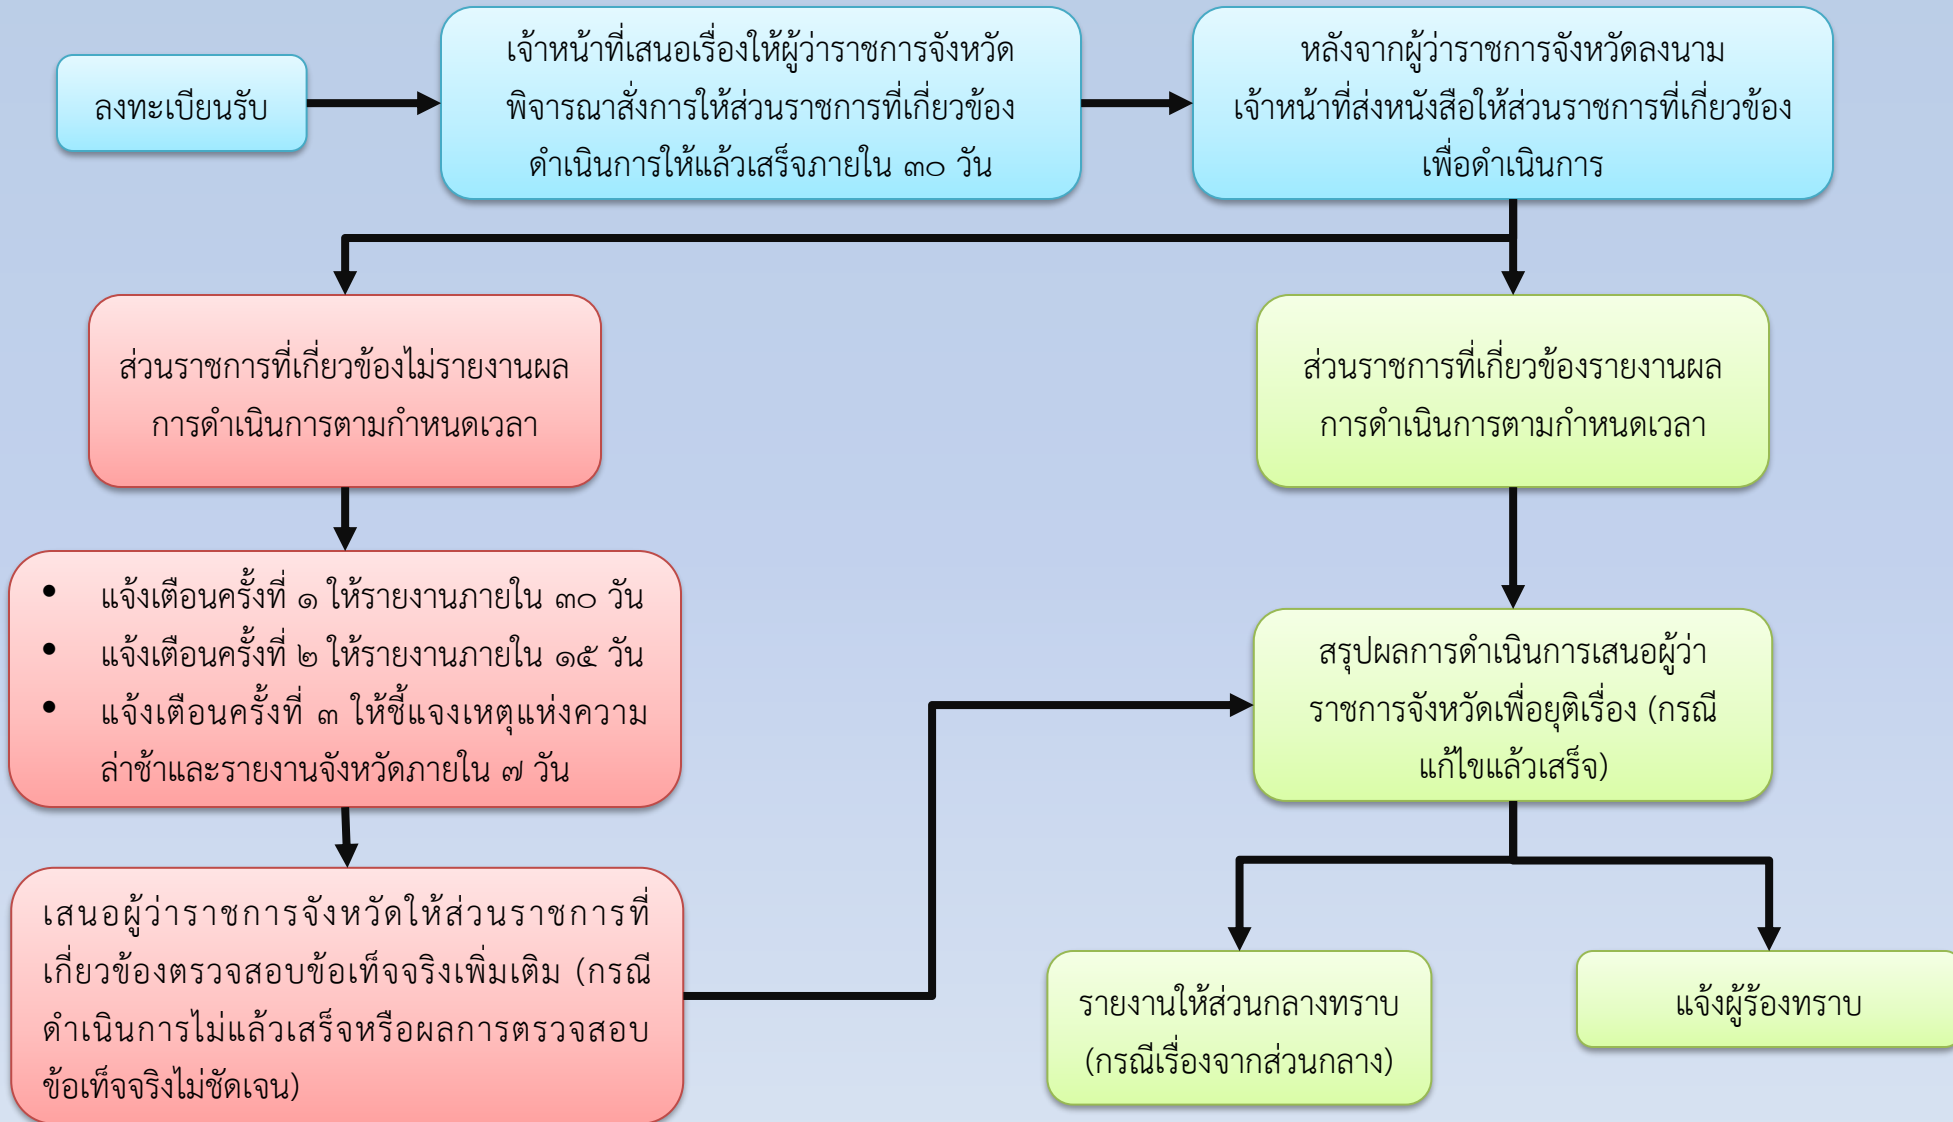 ลงทะเบียนรับ
เจ้าหน้าที่เสนอเรื่องให้ผู้ว่าราชการจังหวัด
พิจารณาสั่งการให้ส่วนราชการที่เกี่ยวข้อง
ดำเนินการให้แล้วเสร็จภายใน ๓๐ วัน
หลังจากผู้ว่าราชการจังหวัดลงนาม
เจ้าหน้าที่ส่งหนังสือให้ส่วนราชการที่เกี่ยวข้อง
เพื่อดำเนินการ
ส่วนราชการที่เกี่ยวข้องไม่รายงานผล
การดำเนินการตามกำหนดเวลา
ส่วนราชการที่เกี่ยวข้องรายงานผล
การดำเนินการตามกำหนดเวลา
• แจ้งเตือนครั้งที่ ๑ ให้รายงานภายใน ๓๐ วัน
• แจ้งเตือนครั้งที่ ๒ ให้รายงานภายใน ๑๕ วัน
• แจ้งเตือนครั้งที่ ๓ ให้ชี้แจงเหตุแห่งความ
ล่าช้าและรายงานจังหวัดภายใน ๗ วัน
สรุปผลการดำเนินการเสนอผู้ว่า
ราชการจังหวัดเพื่อยุติเรื่อง (กรณี
แก้ไขแล้วเสร็จ)
เสนอผู้ว่าราชการจังหวัดให้ส่วนราชการที่
เกี่ยวข้องตรวจสอบข้อเท็จจริงเพิ่มเติม (กรณี
ดำเนินการไม่แล้วเสร็จหรือผลการตรวจสอบ
ข้อเท็จจริงไม่ชัดเจน)
รายงานให้ส่วนกลางทราบ
(กรณีเรื่องจากส่วนกลาง)
แจ้งผู้ร้องทราบ